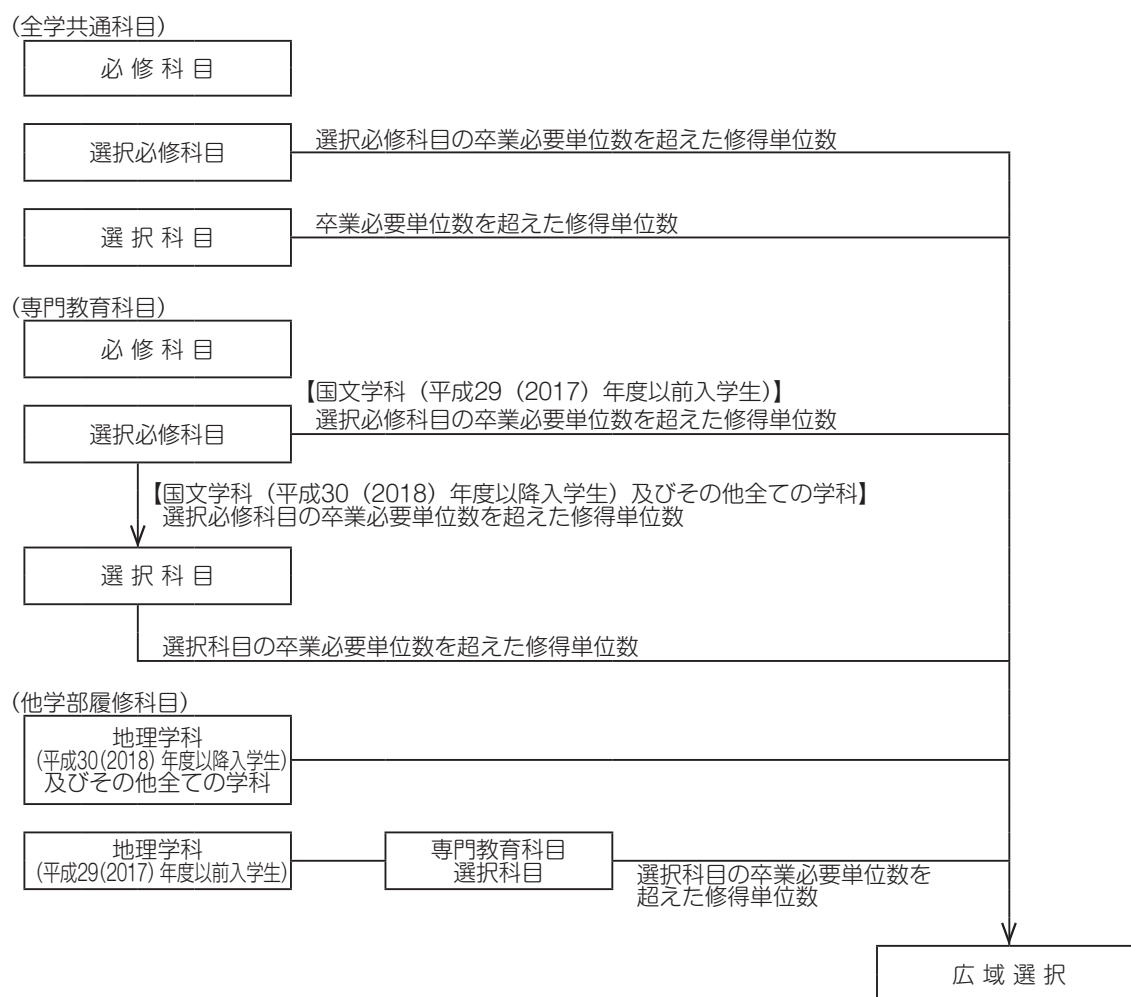 (全学共通科目)
必 修 科 目
選択必修科目
選択必修科目の卒業必要単位数を超えた修得単位数
選 択 科 目
卒業必要単位数を超えた修得単位数
(専門教育科目)
必 修 科 目
【国文学科（平成29（2017）年度以前入学生）】
選択必修科目
選択必修科目の卒業必要単位数を超えた修得単位数
【国文学科（平成30（2018）年度以降入学生）及びその他全ての学科】
選択必修科目の卒業必要単位数を超えた修得単位数
選 択 科 目
選択科目の卒業必要単位数を超えた修得単位数
(他学部履修科目)
地理学科
(平成30(2018) 年度以降入学生)
及びその他全ての学科
地理学科
(平成29(2017) 年度以前入学生)
専門教育科目
選択科目
選択科目の卒業必要単位数を
超えた修得単位数
広 域 選 択